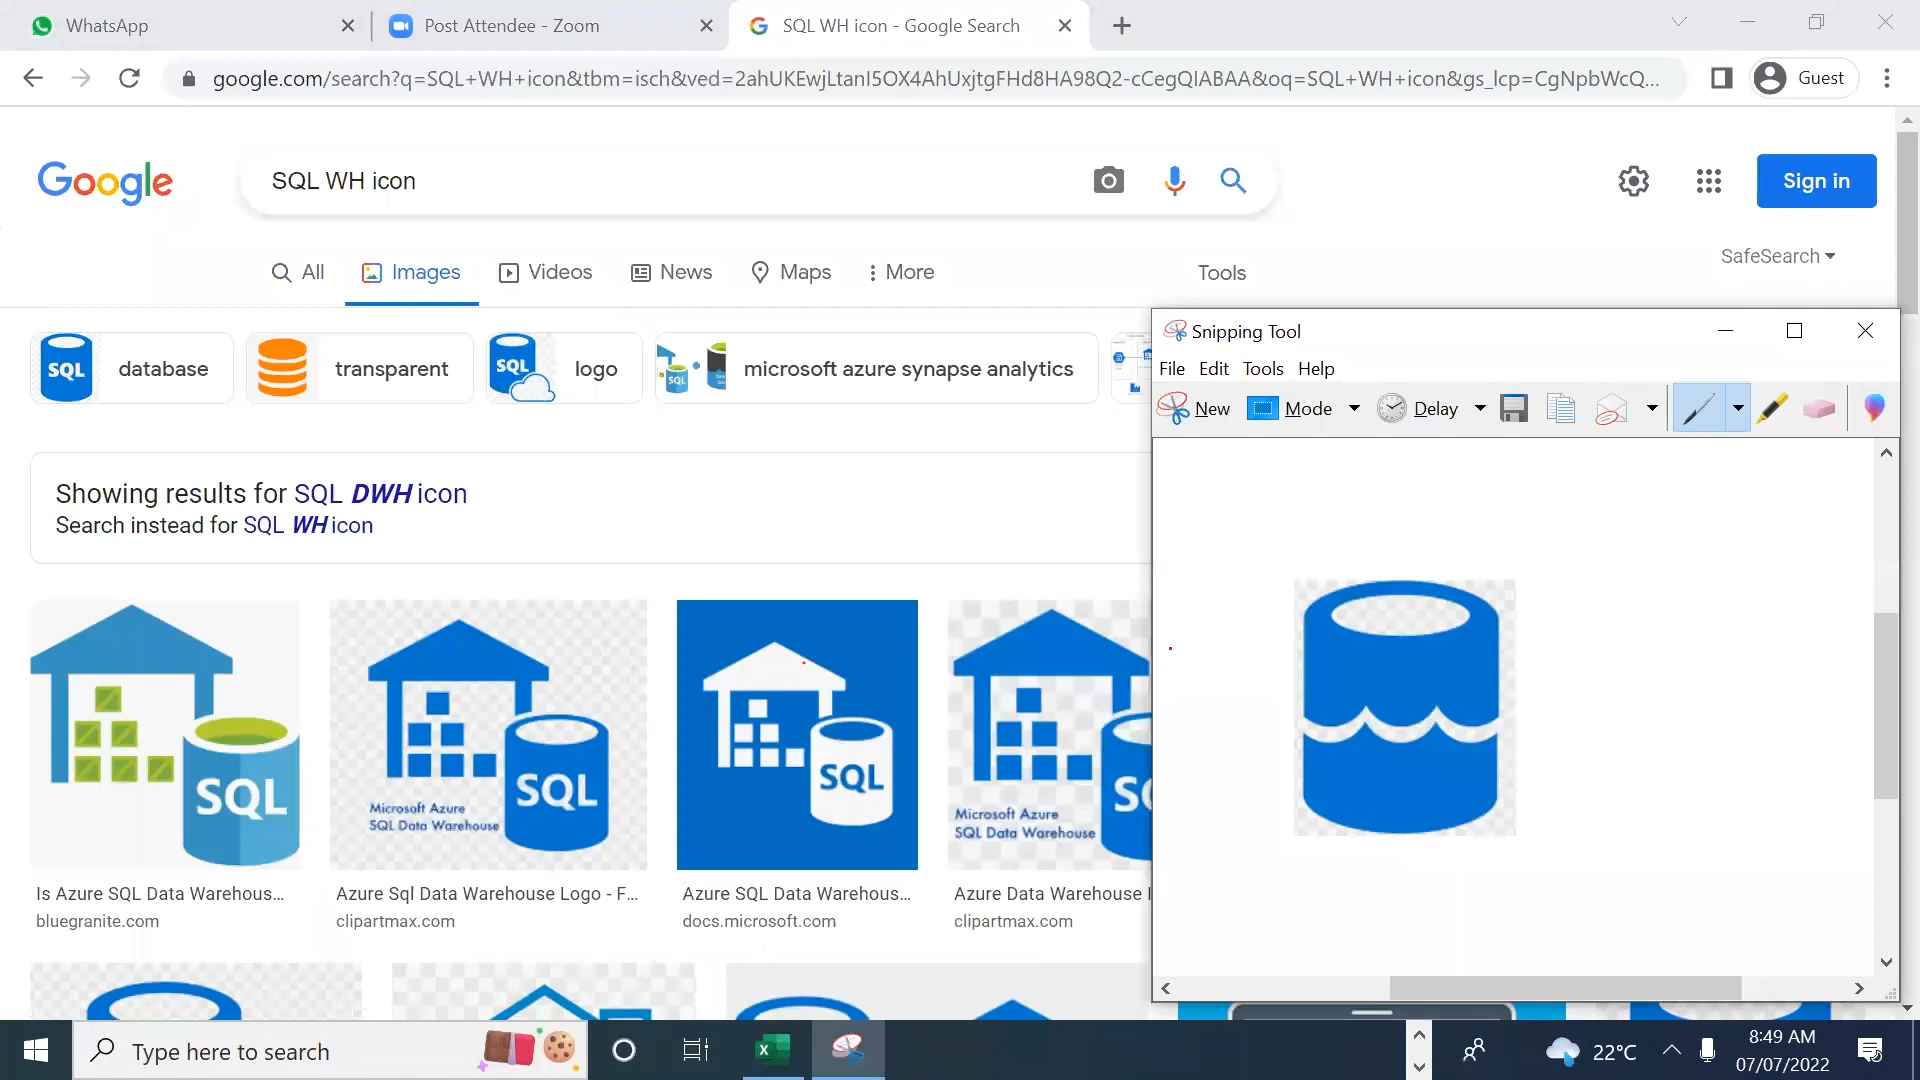 WhatsApp
Post Attendee - Zoom
SQL WH icon - Google Search
google.com/search?q=SQL+WH+icon&tbm=isch&ved=2ahUKEwjLtanI5OX4AhUxjtgFHd8HA98Q2-cCegQIABAA&oq=SQL+WH+icon&gs_lcp=CgNpbWcQ...
Guest
Google
SQL WH icon
Sign in
All
Images
Videos
News
Maps
More
Tools
SafeSearch
SQL
database
transparent
SQL
logo
SQL
microsoft azure synapse analytics
Showing results for SQL DWH icon
Search instead for SQL WH icon
Snipping Tool
File Edit Tools Help
New
Mode
Delay
SQL
Microsoft Azure
SQL Data Warehouse
SQL
SQL
Microsoft Azure
SQL Data Warehouse
Is Azure SQL Data Warehous...
bluegranite.com
Azure Sql Data Warehouse Logo - F...
clipartmax.com
Azure SQL Data Warehous...
docs.microsoft.com
Azure Data Warehouse
clipartmax.com
Type here to search
22°C
8:49 AM
07/07/2022